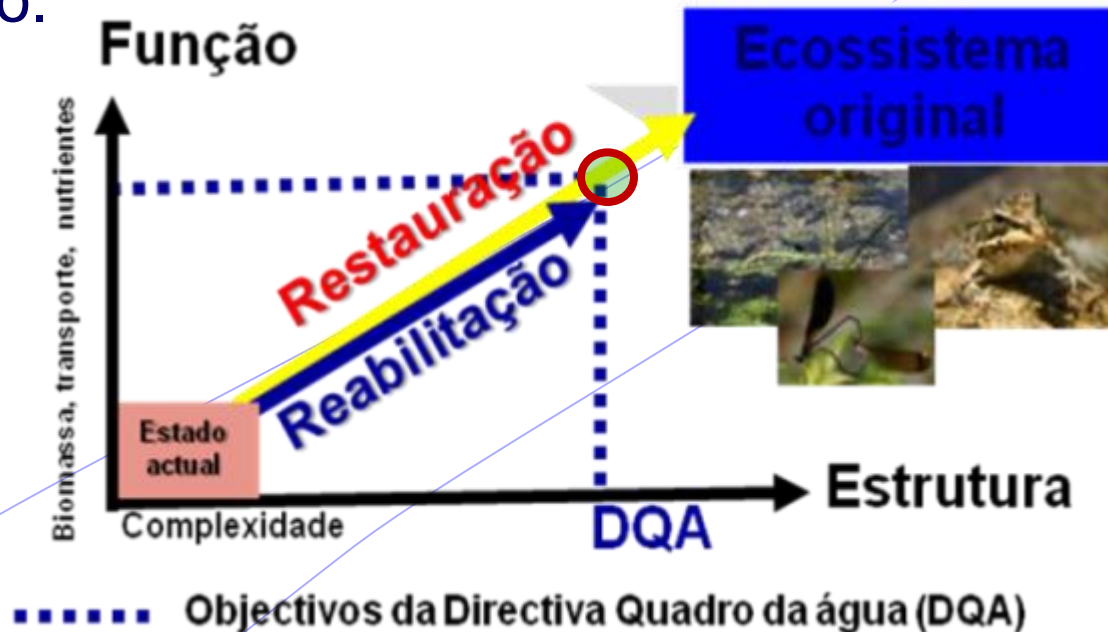 o.
Função
Ecossistema
original
Biomassa, transporte, nutrientes
Restauração
Reabilitação
Estado
actual
Complexidade
Estrutura
DQA
Objectivos da Directiva Quadro da água (DQA)